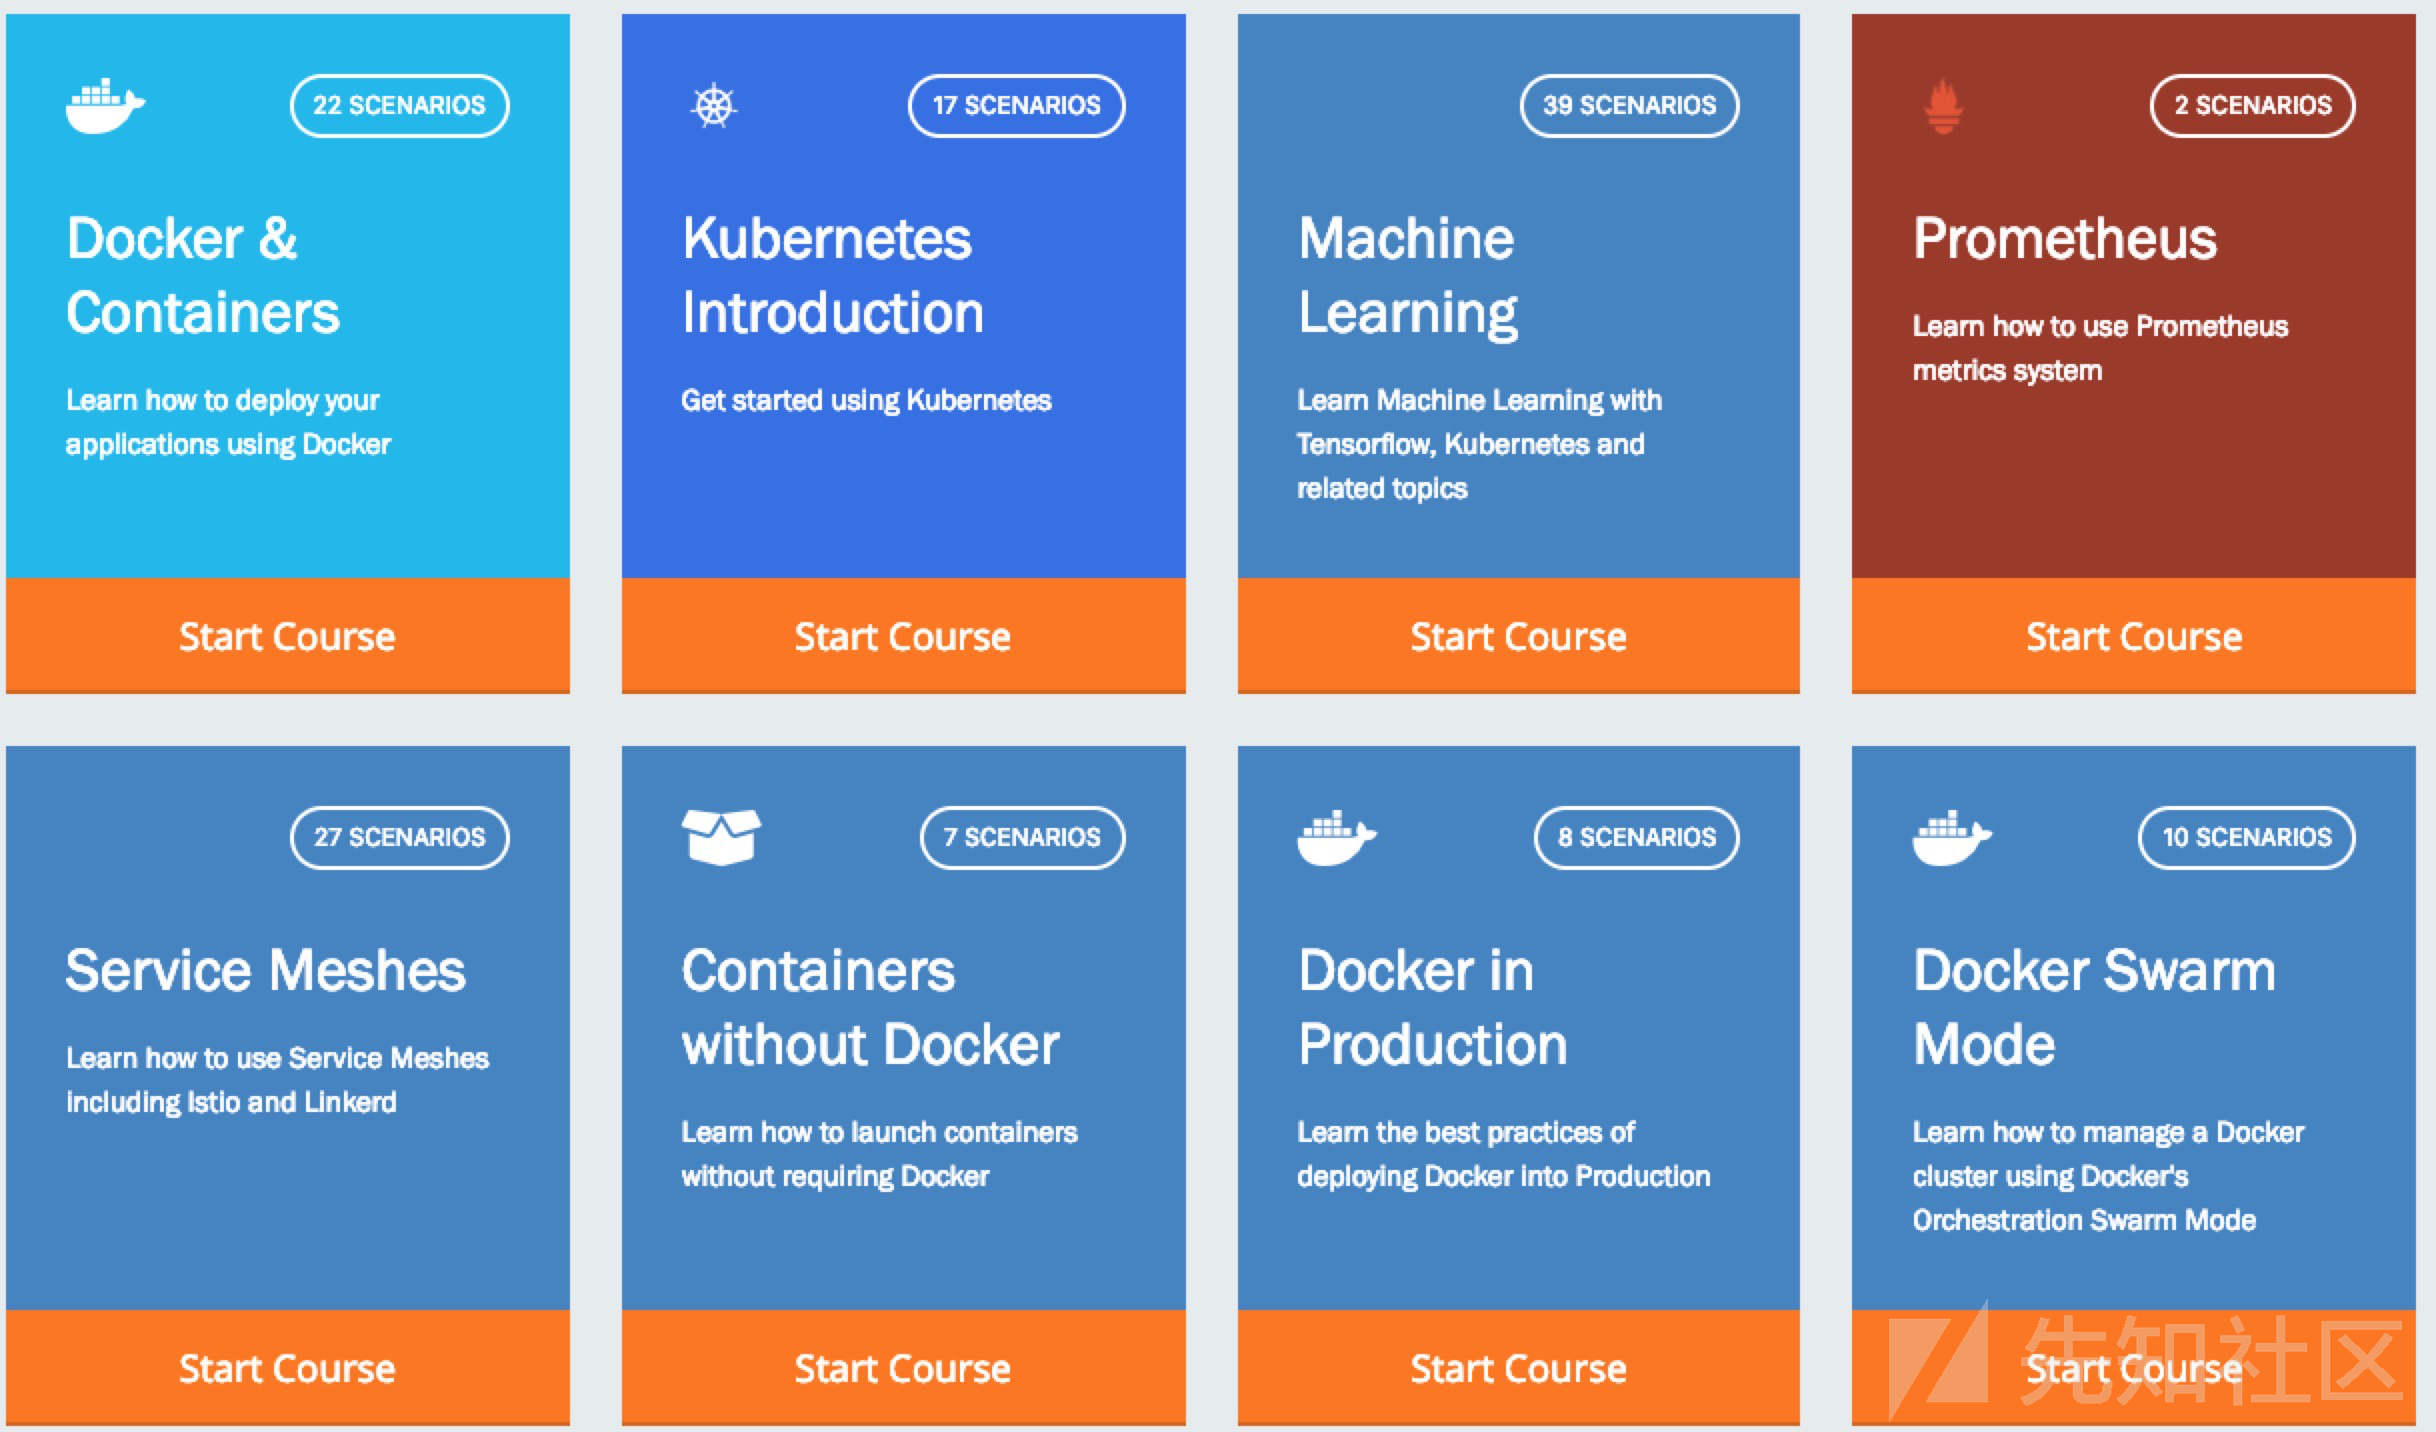 22 SCENARIOS
Docker &
Containers
Learn how to deploy your
applications using Docker
Start Course
17 SCENARIOS
Kubernetes
Introduction
Get started using Kubernetes
Start Course
39 SCENARIOS
Machine
Learning
Learn Machine Learning with
Tensorflow, Kubernetes and
related topics
Start Course
2 SCENARIOS
Prometheus
Learn how to use Prometheus
metrics system
Start Course
27 SCENARIOS
Service Meshes
Learn how to use Service Meshes
including Istio and Linkerd
Start Course
7 SCENARIOS
Containers
without Docker
Learn how to launch containers
without requiring Docker
Start Course
8 SCENARIOS
Docker in
Production
Learn the best practices of
deploying Docker into Production
Start Course
10 SCENARIOS
Docker Swarm
Mode
Learn how to manage a Docker
cluster using Docker's
Orchestration Swarm Mode
Start Course
先知社区